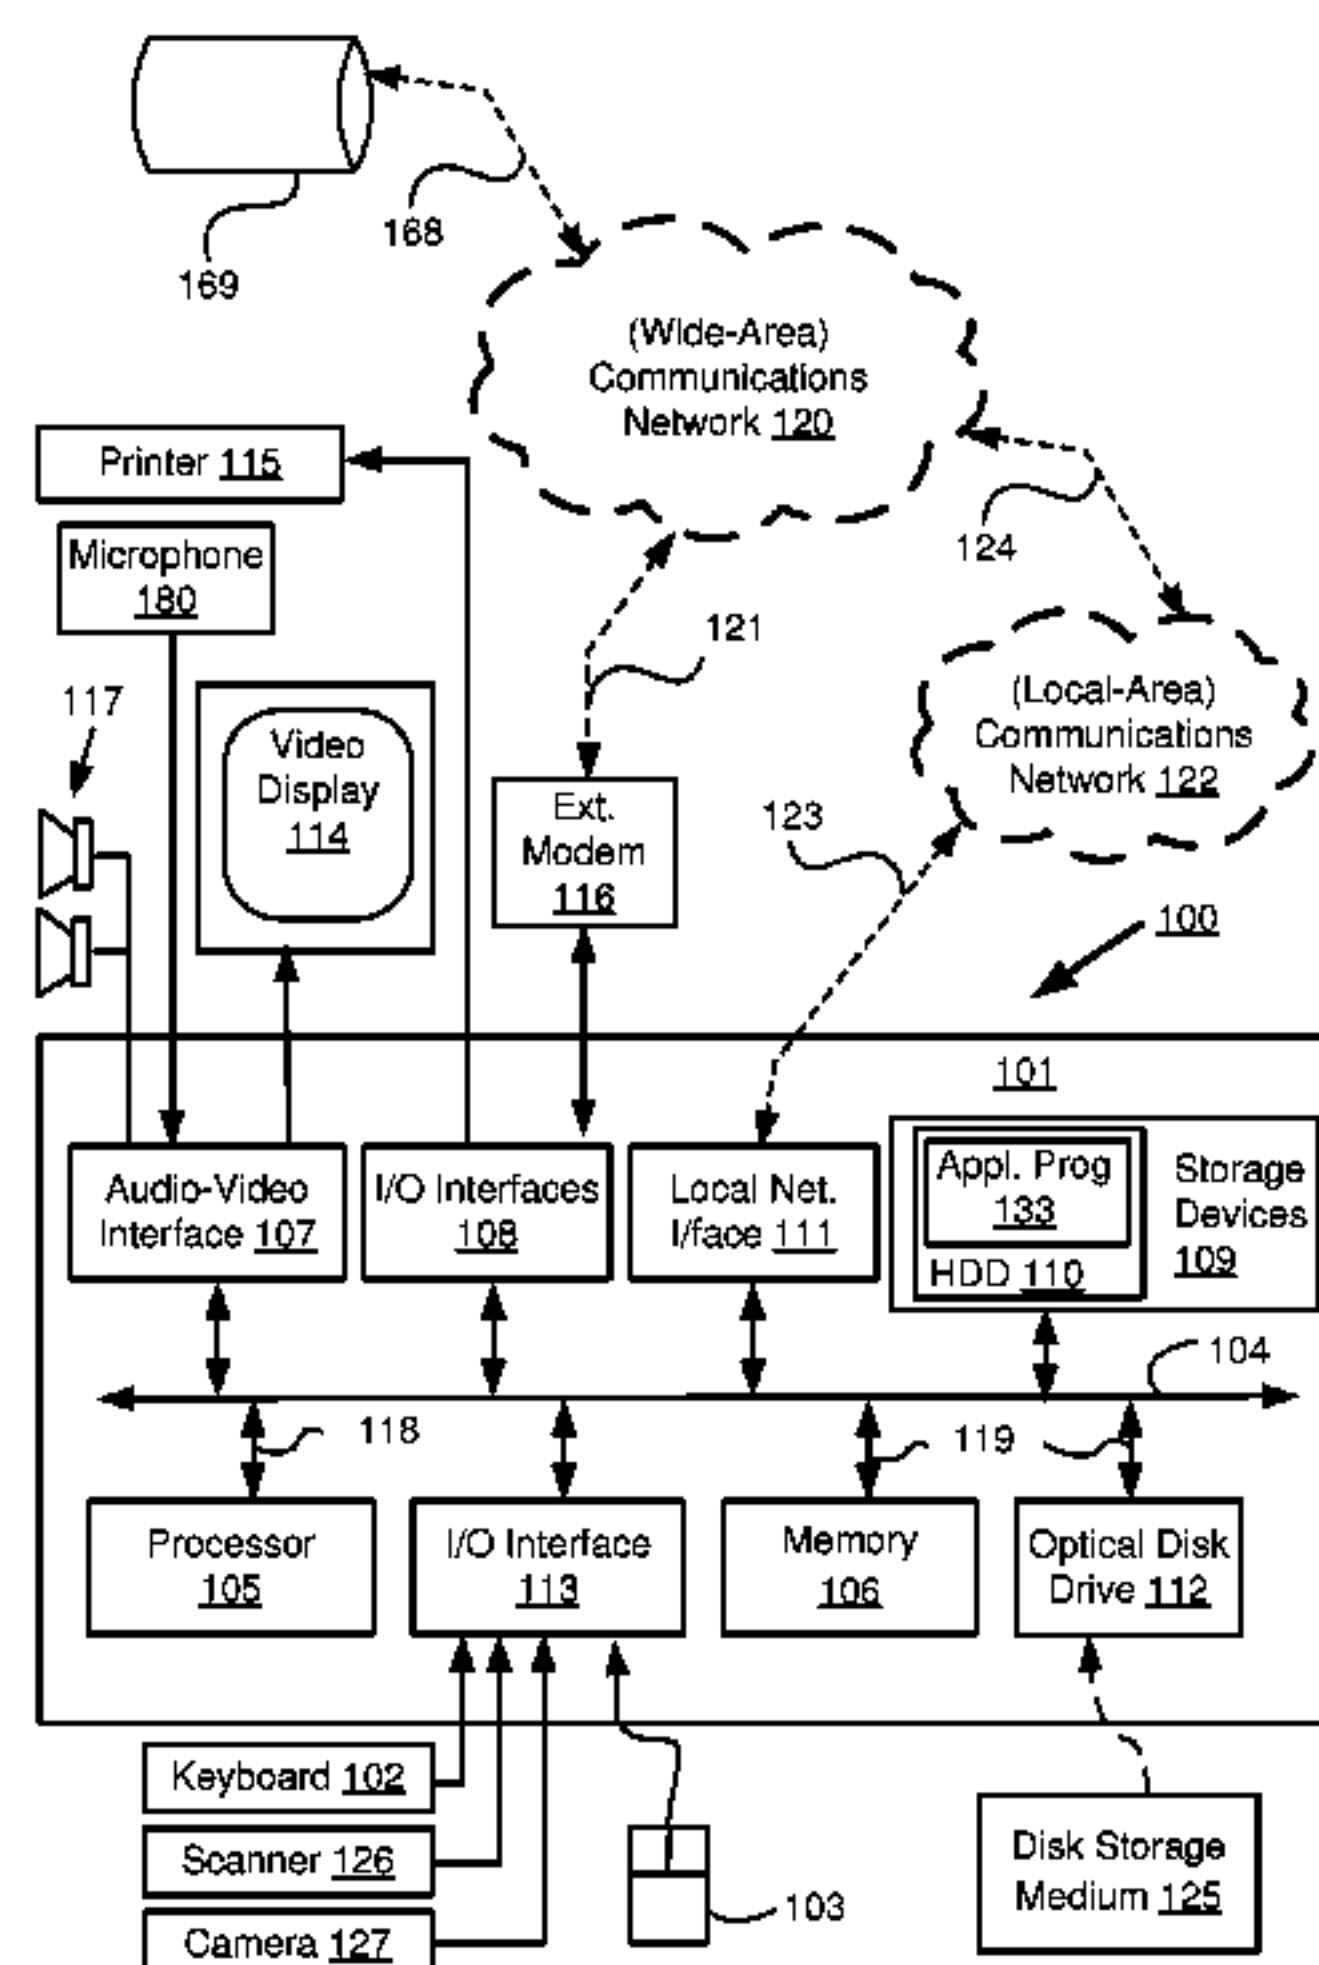 168
169
(Wide-Area)
Communications
Network 120
Printer 115
124
Microphone
180
121
117
(Local-Area)
Communications
Network 122
Video
Display
114
Ext.
Modem
116
123
100
101
Audio-Video
Interface 107
I/O Interfaces
108
Local Net.
I/face 111
Appl. Prog
133
HDD 110
Storage
Devices
109
104
118
119
Processor
105
I/O Interface
113
Memory
106
Optical Disk
Drive 112
Keyboard 102
Scanner 126
Camera 127
103
Disk Storage
Medium 125